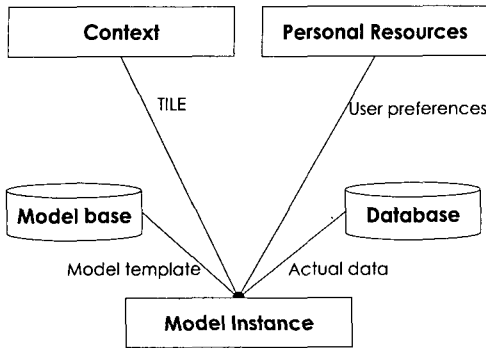 Context
Personal Resources
TILE
User preferences
Model base
Database
Model template
Actual data
Model Instance